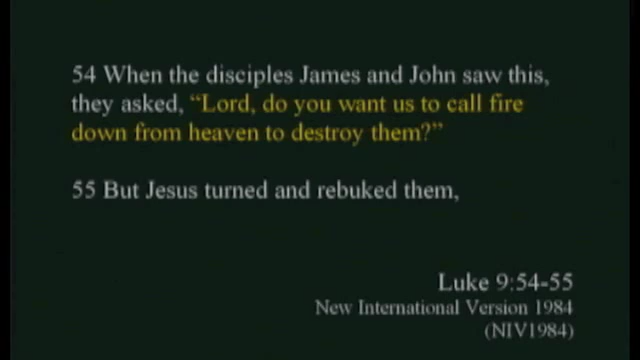 54 When the disciples James and John saw this,
they asked, “Lord, do you want us to call fire
down from heaven to destroy them?”
55 But Jesus turned and rebuked them,
Luke 9:54-55
New International Version 1984
(NIV1984)